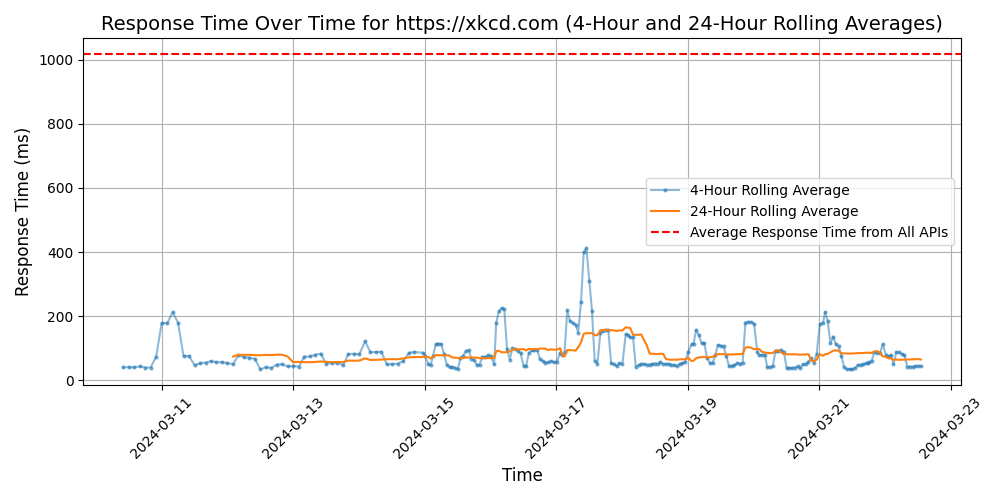 Response Time Over Time for https://xkcd.com (4-Hour and 24-Hour Rolling Averages)
Response Time (ms)
1000
800
600
400
200
0
4-Hour Rolling Average
24-Hour Rolling Average
Average Response Time from All APIs
2024-03-11
2024-03-13
2024-03-15
2024-03-17
2024-03-19
2024-03-21
2024-03-23
Time